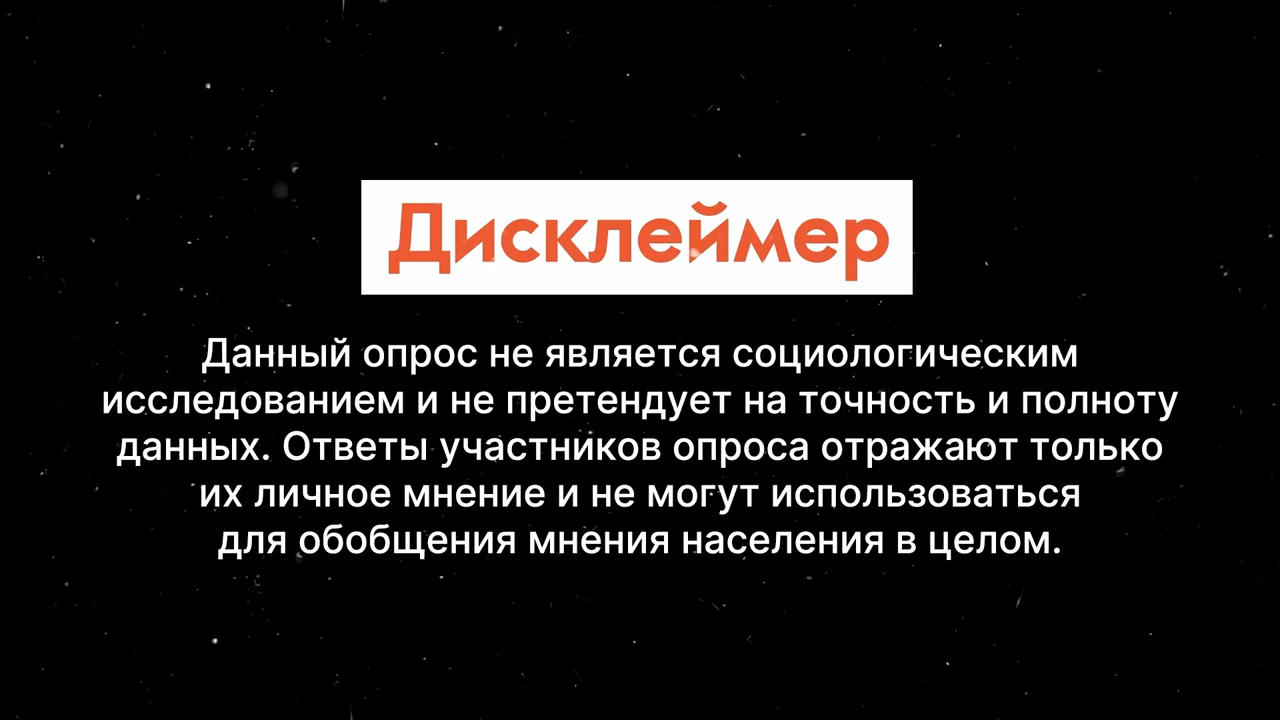 Дисклеймер
Данный опрос не является социологическим
исследованием и не претендует на точность и полноту
данных. Ответы участников опроса отражают только
их личное мнение и не могут использоваться
для обобщения мнения населения в целом.